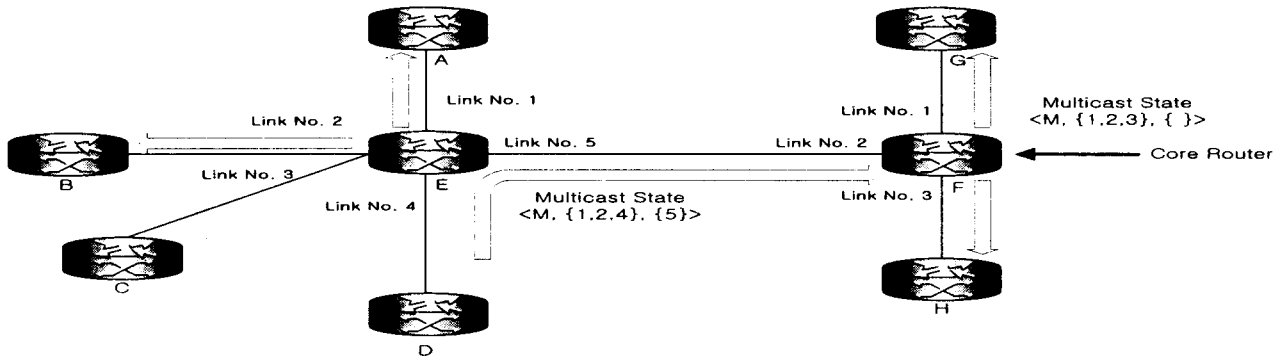 A
G
Link No. 1
Link No. 1
Multicast State
<M, {1,2,3}, { }>
Link No. 2
Link No. 5
Link No. 2
Core Router
B
Link No. 3
E
F
Link No. 4
Multicast State
<M, {1,2,4}, {5}>
Link No. 3
C
D
H